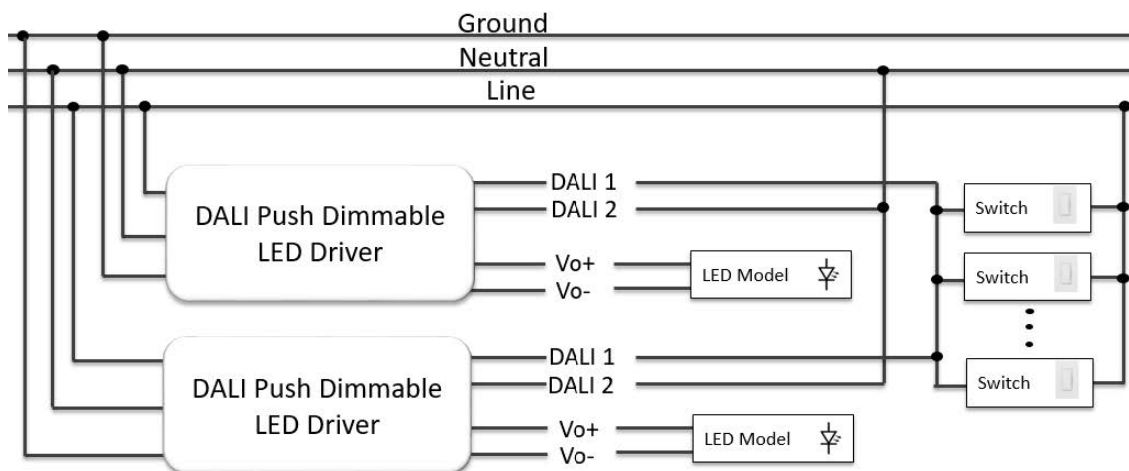 Ground
Neutral
Line
DALI Push Dimmable
LED Driver
DALI 1
DALI 2
Vo+
Vo-
LED Model
Switch
Switch
Switch
DALI Push Dimmable
LED Driver
DALI 1
DALI 2
Vo+
Vo-
LED Model